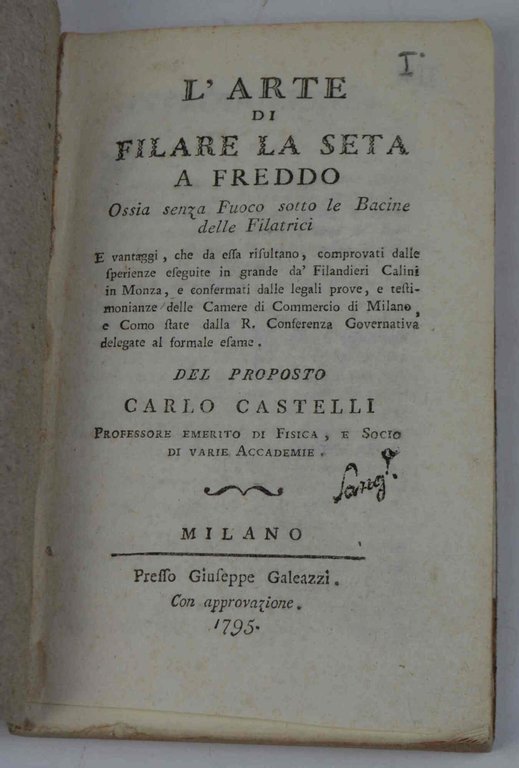 I.
L'ARTE
DI
FILARE LA SETA
A FREDDO
Ossia senza Fuoco sotto le Bacine
delle Filatrici
E vantaggi, che da eſſa riſultano, comprovati dalle
ſperienze eſeguite in grande da' Filandieri Calini
in Monza, e confermati dalle legali prove, e teſti-
monianze delle Camere di Commercio di Milano,
e Como ſtate dalla R. Conferenza Governativa
delegate al formale eſame.
DEL PROPOSTO
CARLO CASTELLI
PROFESSORE EMERITO DI FISICA, E SOCIO
DI VARIE ACCADEMIE.
MILANO
Preſſo Giuſeppe Galeazzi.
Con approvazione.
1795.